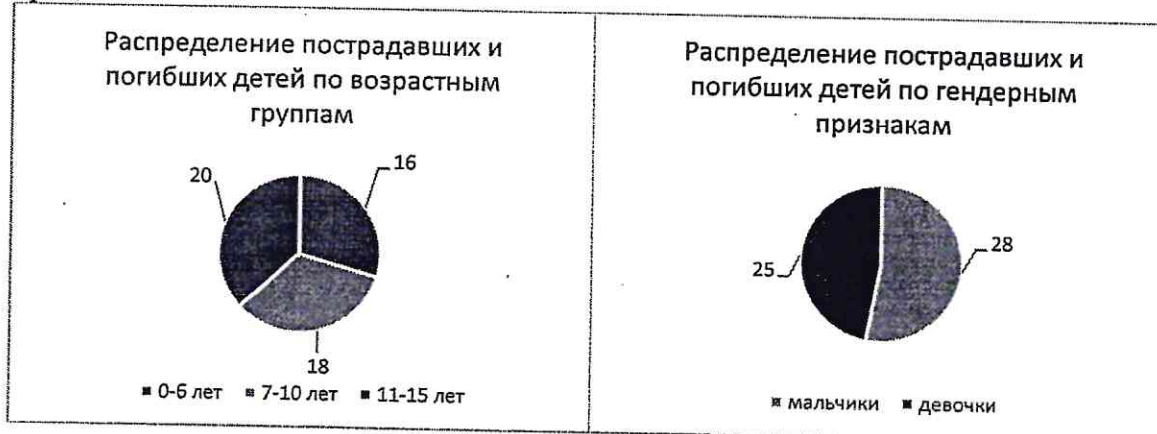 Распределение пострадавших и
погибших детей по возрастным
группам
20
16
18
0-6 лет 7-10 лет 11-15 лет
Распределение пострадавших и
погибших детей по гендерным
признакам
25
28
мальчики девочки